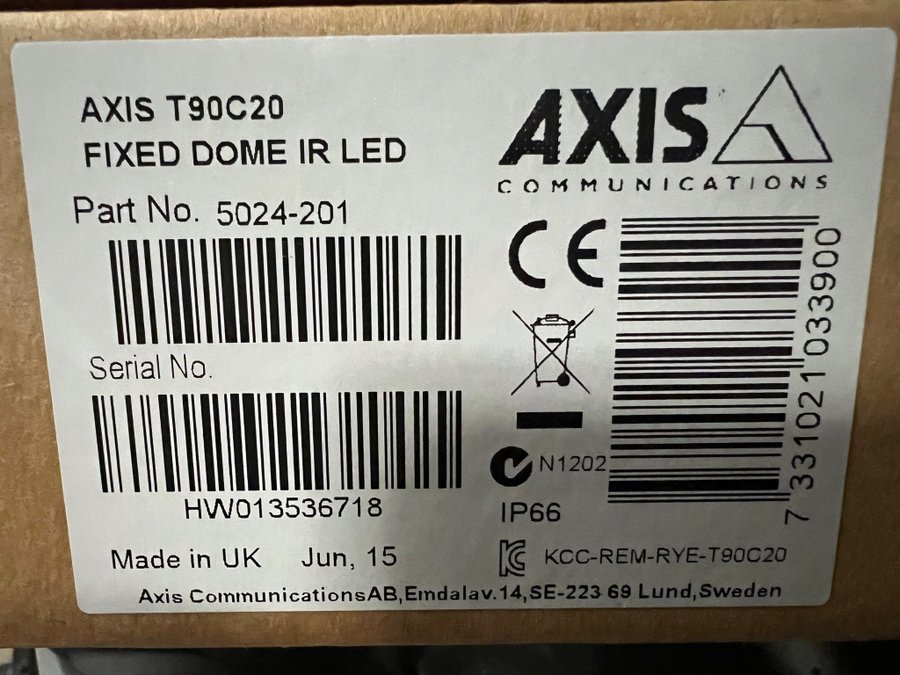 AXIS T90C20
FIXED DOME IR LED
Part No. 5024-201
Serial No.
HW013536718
Made in UK Jun, 15
AXIS
COMMUNICATIONS
CE
7 331021 033900
N1202
IP66
KCC-REM-RYE-T90C20
Axis CommunicationsAB,Emdalav.14,SE-223 69 Lund,Sweden